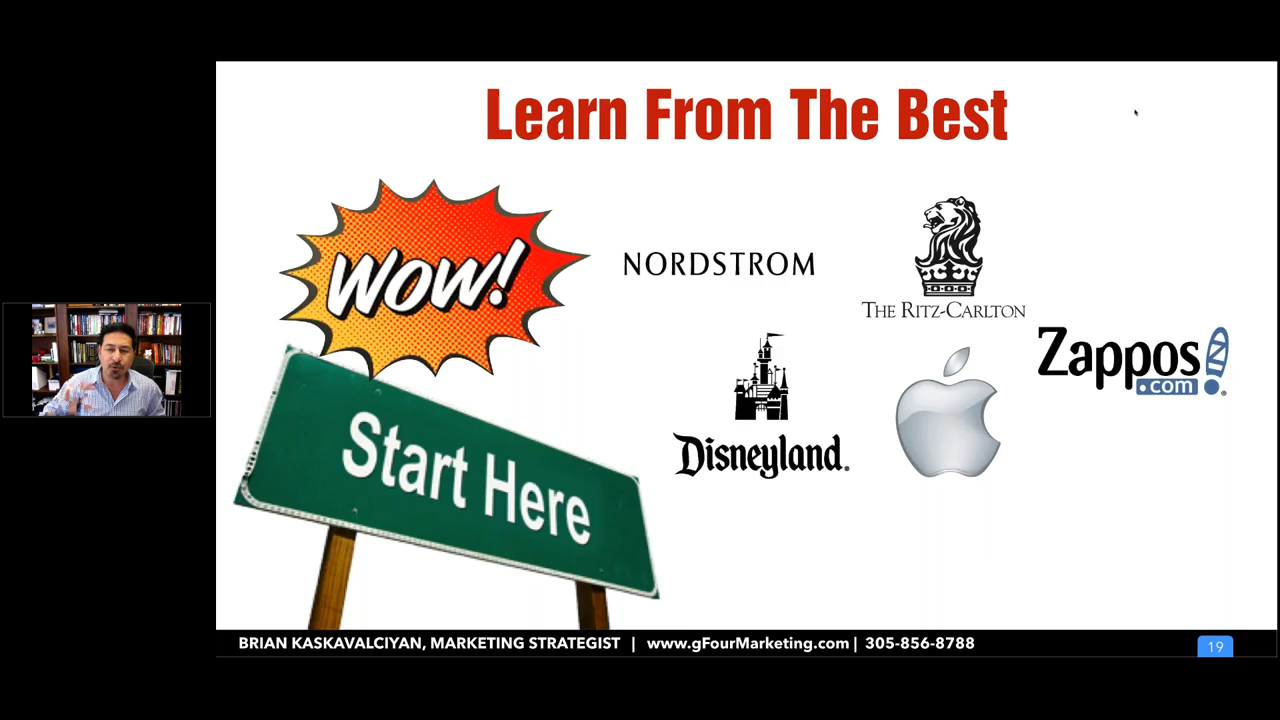 Learn From The Best
WOW!
NORDSTROM
THE RITZ-CARLTON
Zappos
.com
Disneyland
Start Here
BRIAN KASKAVALCIYAN, MARKETING STRATEGIST | www.gFourMarketing.com | 305-856-8788
19